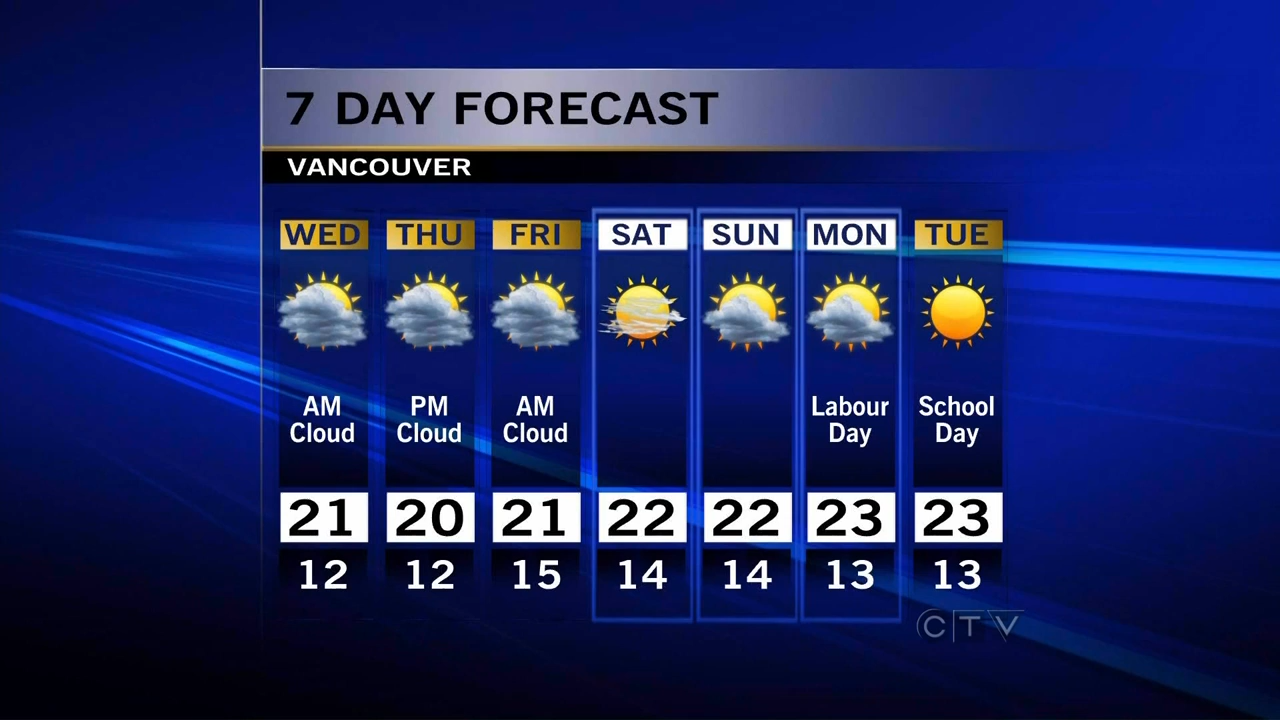 7 DAY FORECAST
VANCOUVER
WED THU FRI SAT SUN MON TUE
AM PM AM Labour School
Cloud Cloud Cloud Day Day
21 20 21 22 22 23 23
12 12 15 14 14 13 13
CTV